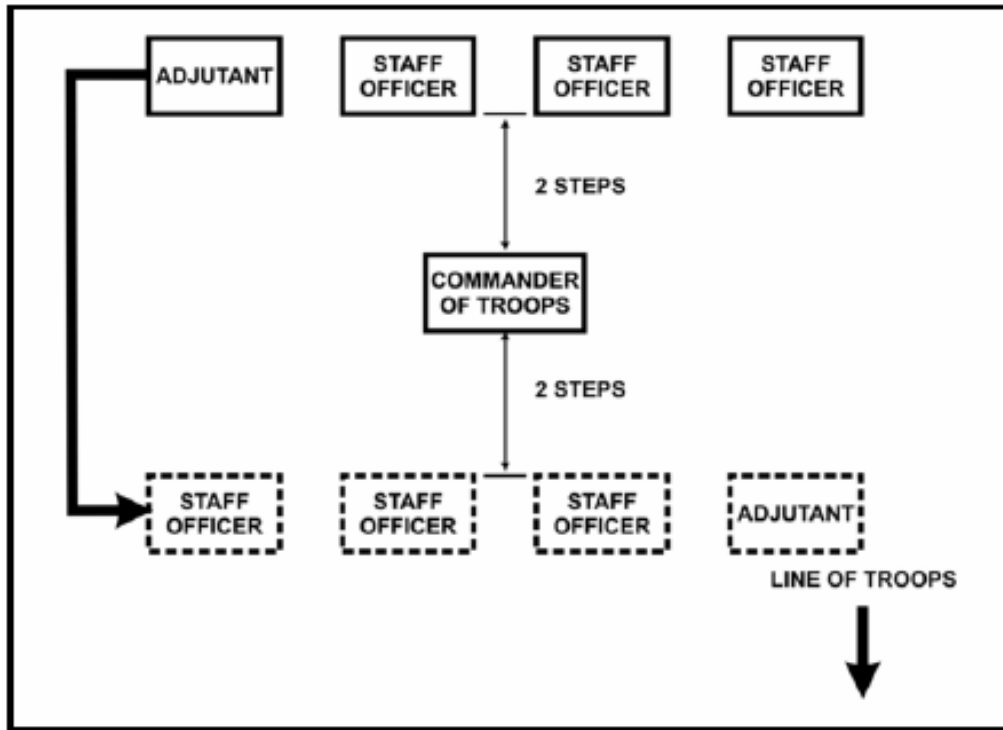 ADJUTANT
STAFF
OFFICER
STAFF
OFFICER
STAFF
OFFICER
2 STEPS
COMMANDER
OF TROOPS
2 STEPS
STAFF
OFFICER
STAFF
OFFICER
STAFF
OFFICER
ADJUTANT
LINE OF TROOPS